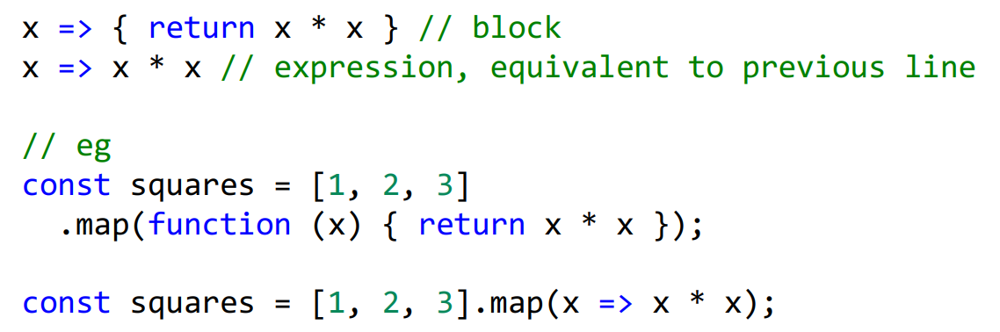 x => { return x * x } // block
x => x * x // expression, equivalent to previous line
// eg
const squares = [1, 2, 3]
  .map(function (x) { return x * x });
const squares = [1, 2, 3].map(x => x * x);